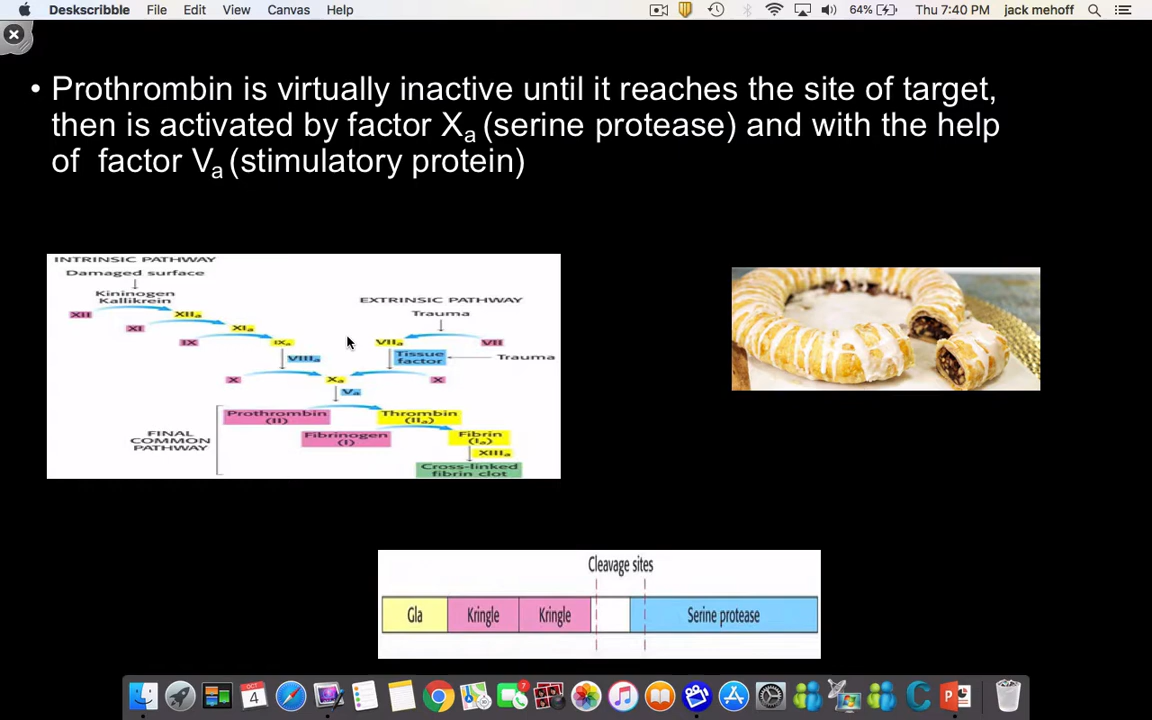 Deskscribble File Edit View Canvas Help 64% Thu 7:40 PM jack mehoff
• Prothrombin is virtually inactive until it reaches the site of target,
then is activated by factor Xa (serine protease) and with the help
of factor Va (stimulatory protein)
INTRINSIC PATHWAY
Damaged surface
Kininogen
Kallikrein
XII XIIa
XI XIa
IX IXa
VIIIa
EXTRINSIC PATHWAY
Trauma
VIIa VII
Tissue
factor
Trauma
X Xa X
Va
Prothrombin
(II)
Thrombin
(IIa)
FINAL
COMMON
PATHWAY
Fibrinogen
(I)
Fibrin
(Ia)
XIIIa
Cross-linked
fibrin clot
Cleavage sites
Gla Kringle Kringle Serine protease
OCT
4
7